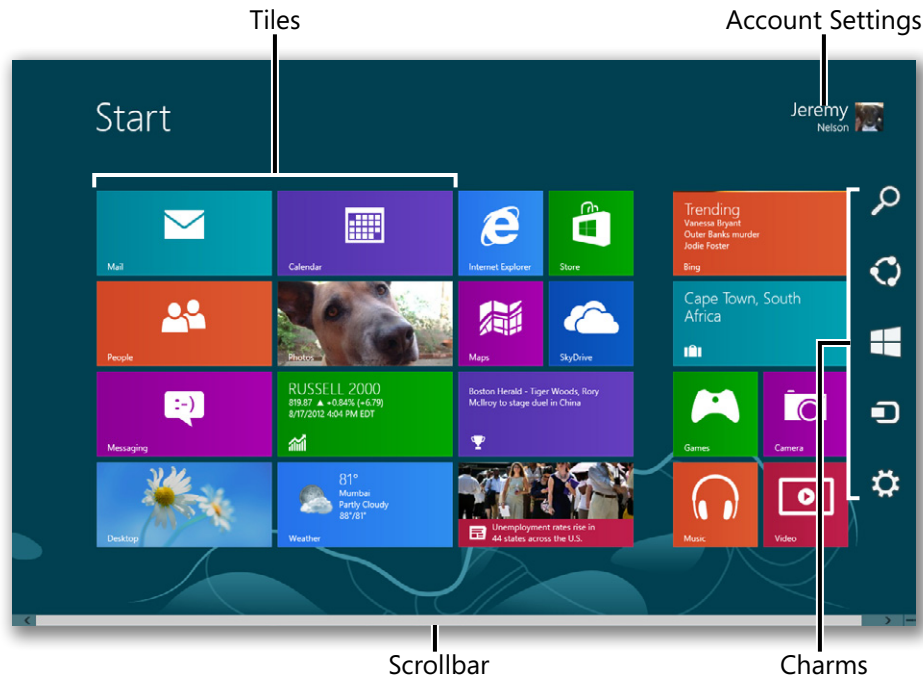 Tiles
Account Settings
Start
Jeremy
Nelson
Mail
Calendar
Internet Explorer
Store
Trending
Vanessa Bryant
Outer Banks murder
Jodie Foster
Bing
People
Photos
Maps
SkyDrive
Cape Town, South
Africa
Messaging
RUSSELL 2000
819.87 ▲ +0.84% (+6.79)
8/17/2012 4:04 PM EDT
Boston Herald - Tiger Woods, Rory
McIlroy to stage duel in China
Games
Camera
Desktop
81°
Mumbai
Partly Cloudy
88°/81°
Weather
Unemployment rates rise in
44 states across the U.S.
Music
Video
Scrollbar
Charms